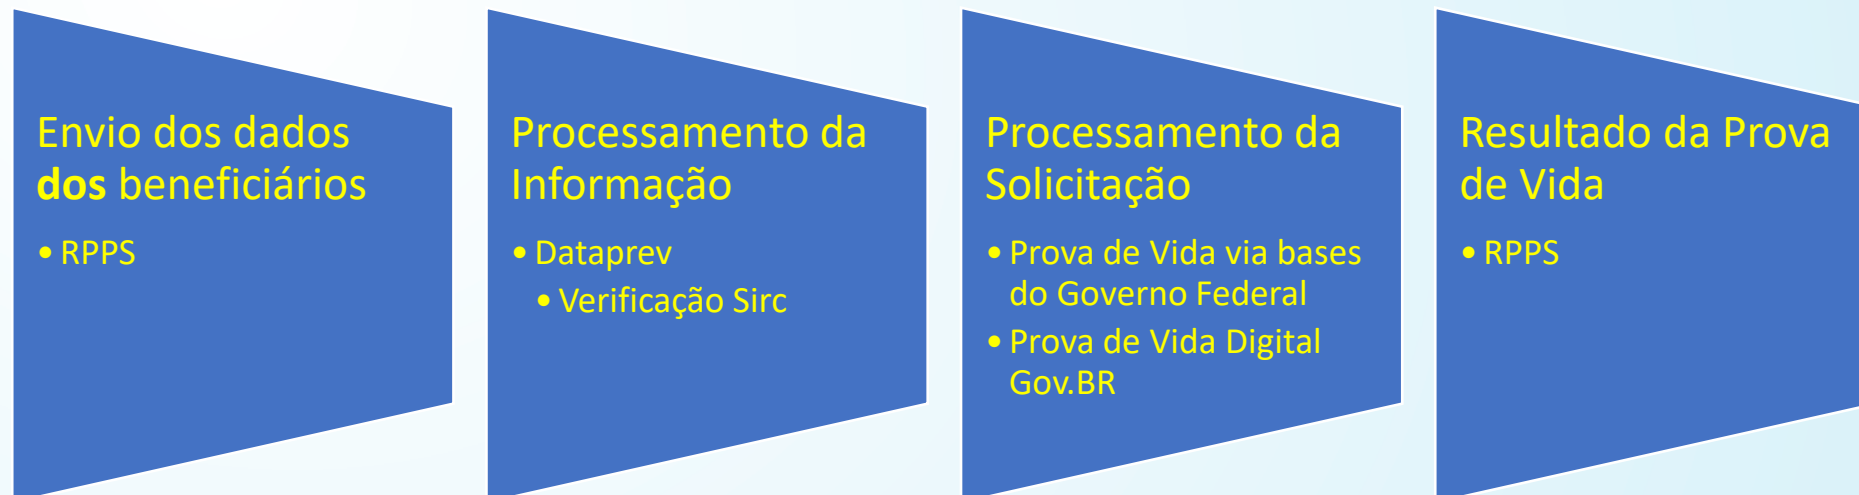 Envio dos dados
dos beneficiários
• RPPS
Processamento da
Informação
• Dataprev
• Verificação Sirc
Processamento da
Solicitação
• Prova de Vida via bases
do Governo Federal
• Prova de Vida Digital
Gov.BR
Resultado da Prova
de Vida
• RPPS